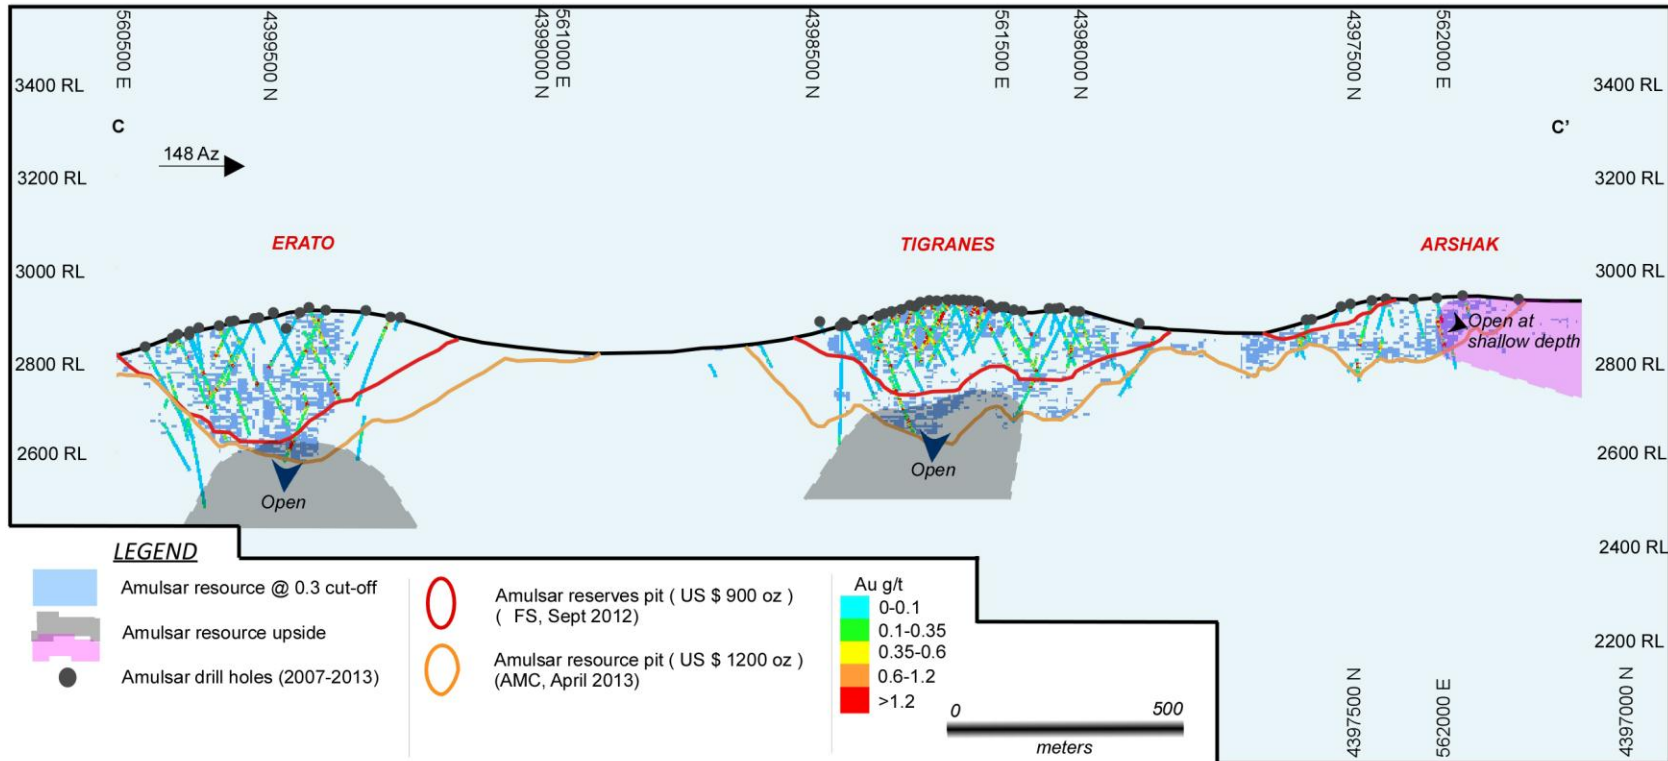 560500 E
4399500 N
4399000 N
561000 E
4398500 N
561500 E
4398000 N
4397500 N
562000 E
3400 RL
3400 RL
C
C'
148 Az
3200 RL
3200 RL
ERATO
TIGRANES
ARSHAK
3000 RL
3000 RL
Open at
shallow depth
2800 RL
2800 RL
2600 RL
2600 RL
Open
Open
2400 RL
2200 RL
LEGEND
Amulsar resource @ 0.3 cut-off
Amulsar resource upside
Amulsar drill holes (2007-2013)
Amulsar reserves pit ( US $ 900 oz )
( FS, Sept 2012)
Amulsar resource pit ( US $ 1200 oz )
(AMC, April 2013)
Au g/t
0-0.1
0.1-0.35
0.35-0.6
0.6-1.2
>1.2
0 500
meters
4397500 N
562000 E
4397000 N